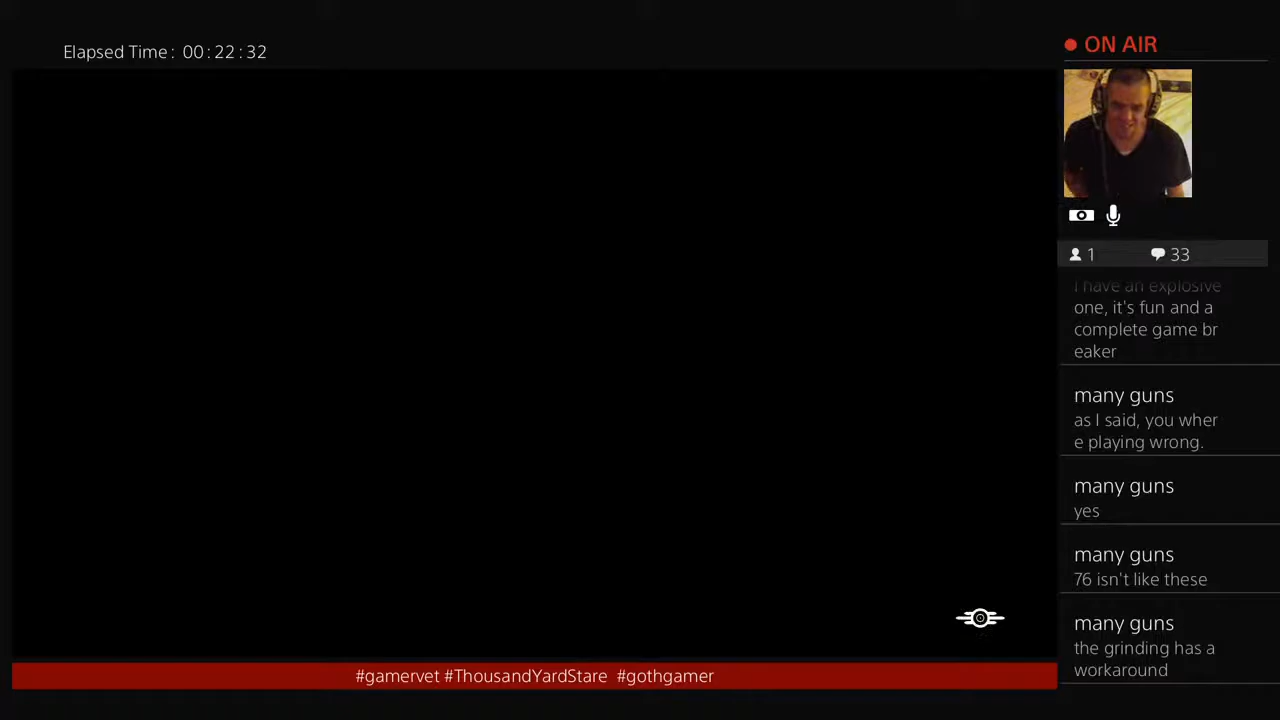 Elapsed Time: 00:22:32
ON AIR
1 33
I have an explosive
one, it's fun and a
complete game br
eaker
many guns
as I said, you wher
e playing wrong.
many guns
yes
many guns
76 isn't like these
many guns
the grinding has a
workaround
#gamervet #ThousandYardStare #gothgamer